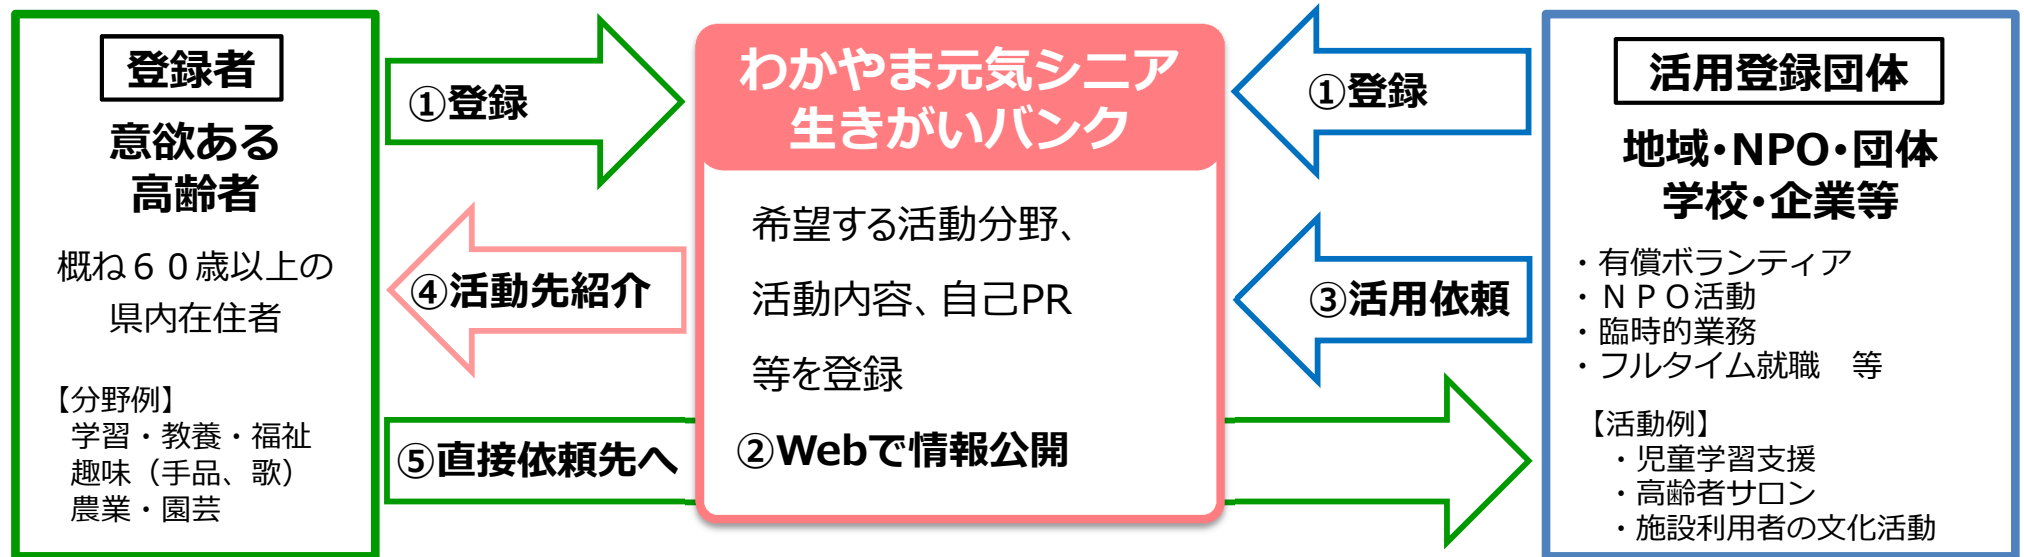 登録者
意欲ある
高齢者
概ね６０歳以上の
県内在住者
【分野例】
学習・教養・福祉
趣味（手品、歌）
農業・園芸
①登録
④活動先紹介
⑤直接依頼先へ
わかやま元気シニア
生きがいバンク
希望する活動分野、
活動内容、自己PR
等を登録
②Webで情報公開
①登録
③活用依頼
活用登録団体
地域・NPO・団体
学校・企業等
・有償ボランティア
・ＮＰＯ活動
・臨時的業務
・フルタイム就職　等
【活動例】
・児童学習支援
・高齢者サロン
・施設利用者の文化活動